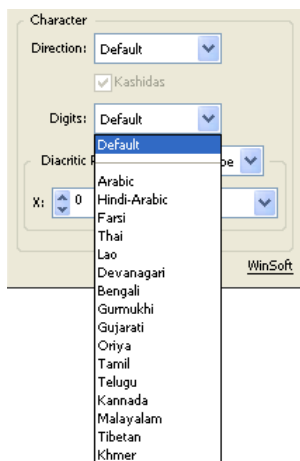 Character
Direction: Default
Kashidas
Digits: Default
Default
Diacritic
X: 0
Arabic
Hindi-Arabic
Farsi
Thai
Lao
Devanagari
Bengali
WinSoft
Gurmukhi
Gujarati
Oriya
Tamil
Telugu
Kannada
Malayalam
Tibetan
Khmer